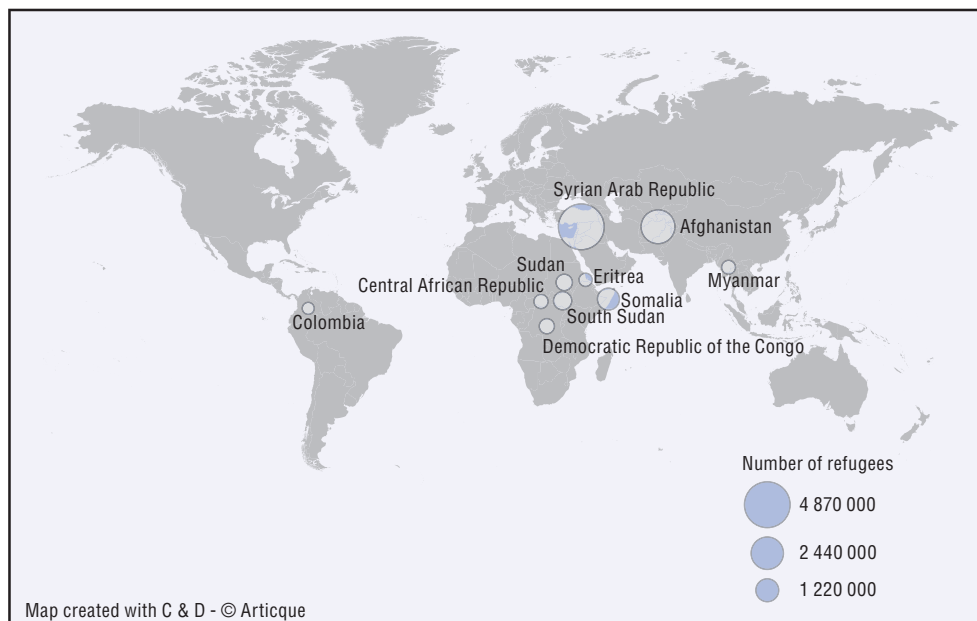 Syrian Arab Republic
Afghanistan
Sudan
Eritrea
Myanmar
Central African Republic
Somalia
South Sudan
Colombia
Democratic Republic of the Congo
Number of refugees
4 870 000
2 440 000
1 220 000
Map created with C & D - © Articque